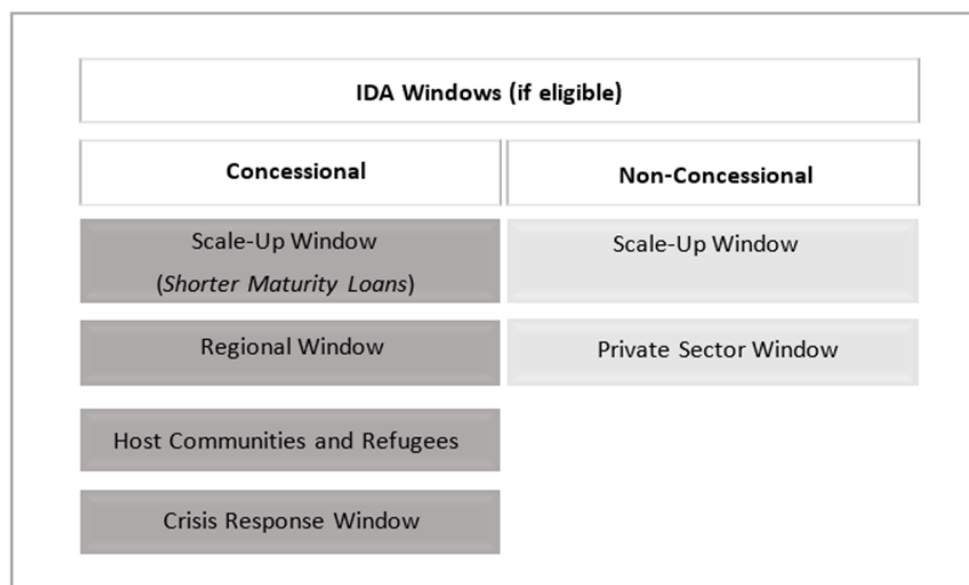 IDA Windows (if eligible)
Concessional
Non-Concessional
Scale-Up Window
(Shorter Maturity Loans)
Scale-Up Window
Regional Window
Private Sector Window
Host Communities and Refugees
Crisis Response Window